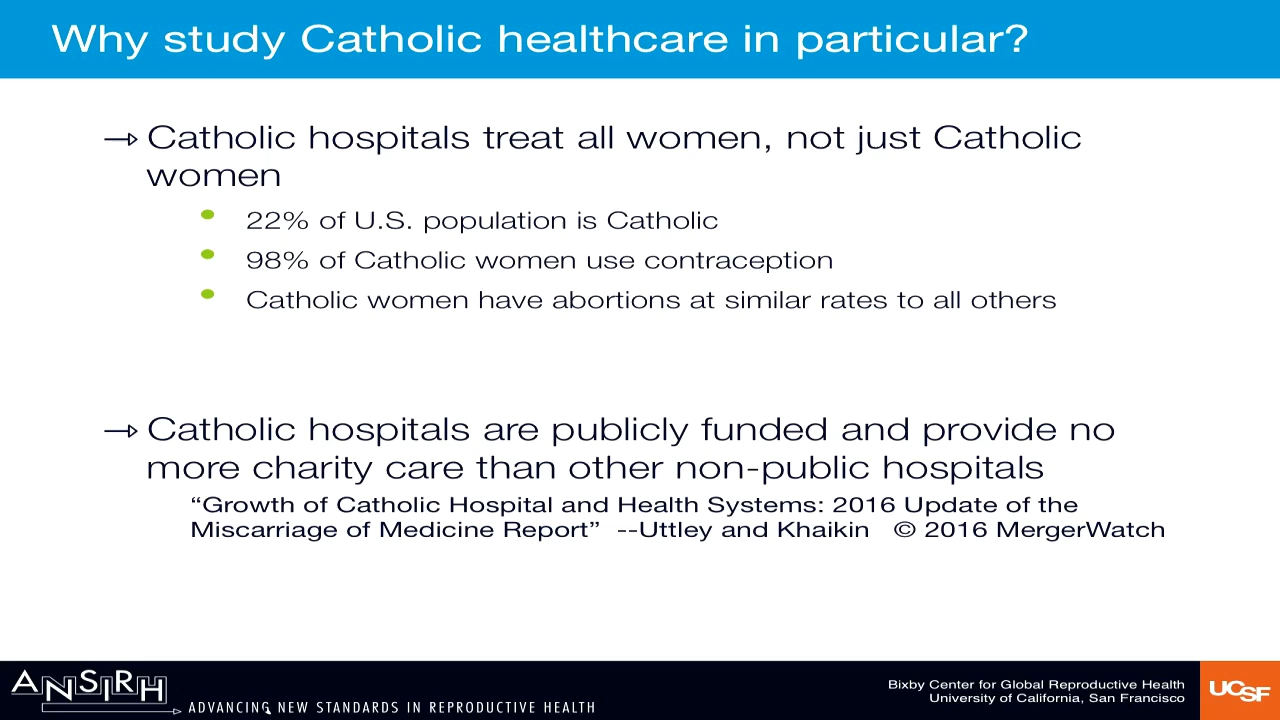 Why study Catholic healthcare in particular?
Catholic hospitals treat all women, not just Catholic
women
22% of U.S. population is Catholic
98% of Catholic women use contraception
Catholic women have abortions at similar rates to all others
Catholic hospitals are publicly funded and provide no
more charity care than other non-public hospitals
“Growth of Catholic Hospital and Health Systems: 2016 Update of the
Miscarriage of Medicine Report” --Uttley and Khaikin © 2016 MergerWatch
ANSIRH
ADVANCING NEW STANDARDS IN REPRODUCTIVE HEALTH
Bixby Center for Global Reproductive Health
University of California, San Francisco
UCSF